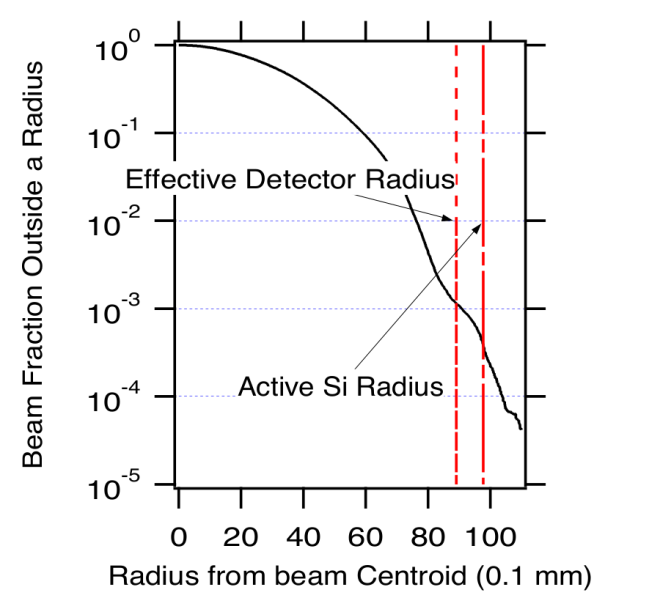 Beam Fraction Outside a Radius
10^0
10^-1
10^-2
10^-3
10^-4
10^-5
Effective Detector Radius
Active Si Radius
0 20 40 60 80 100
Radius from beam Centroid (0.1 mm)